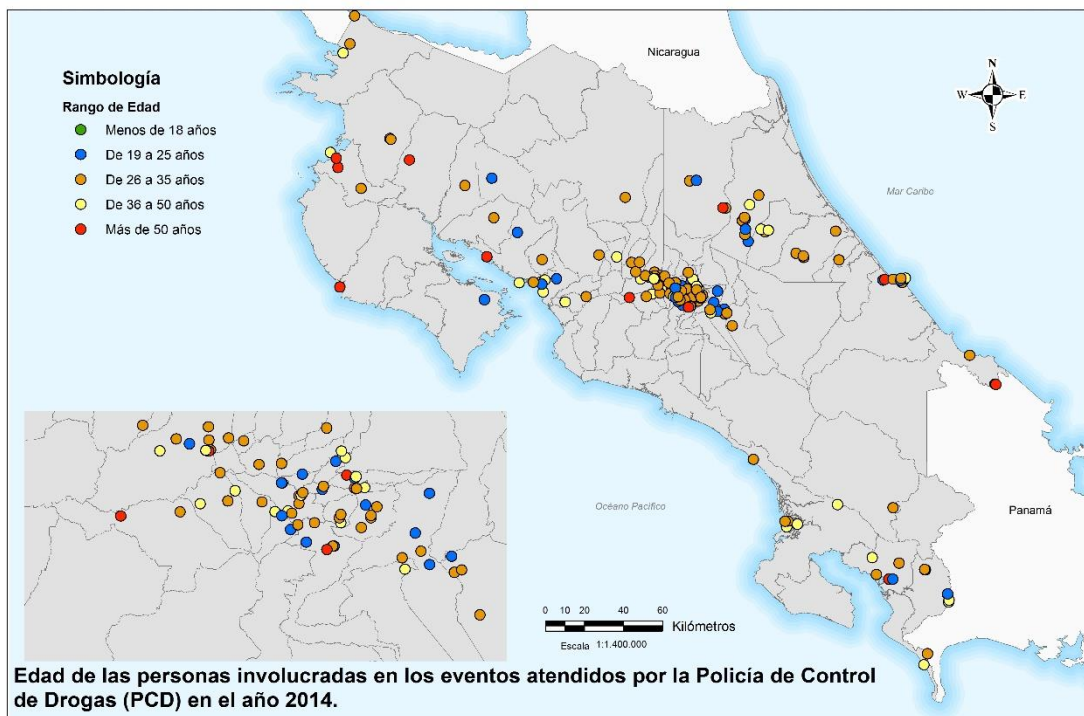 Nicaragua
Simbología
Rango de Edad
Menos de 18 años
De 19 a 25 años
De 26 a 35 años
De 36 a 50 años
Más de 50 años
N
W
E
S
Mar Caribo
Océano Pacífico
Panamá
0 10 20 40 60
Kilómetros
Escala 1:1.400.000
Edad de las personas involucradas en los eventos atendidos por la Policía de Control
de Drogas (PCD) en el año 2014.